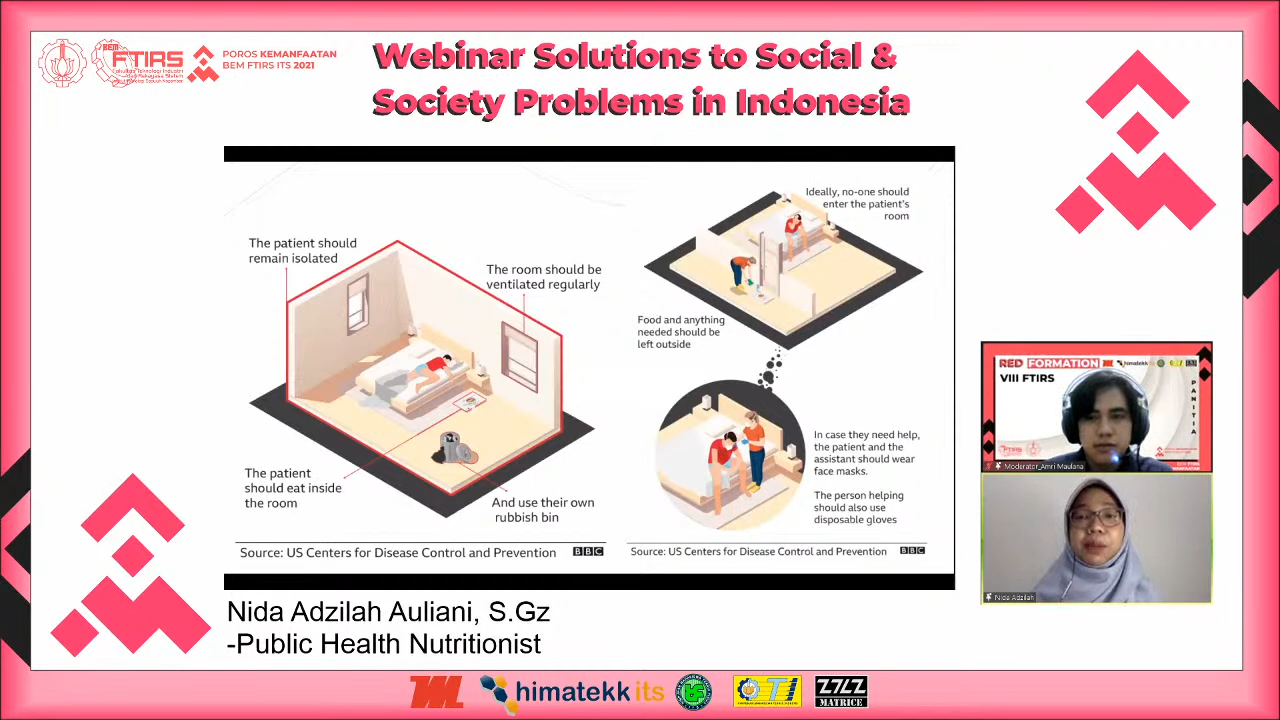 BEM
FTIRS
POROS KEMANFAATAN
BEM FTIRS ITS 2021
Webinar Solutions to Social &
Society Problems in Indonesia
The patient should
remain isolated
The room should be
ventilated regularly
The patient
should eat inside
the room
And use their own
rubbish bin
Source: US Centers for Disease Control and Prevention BBC
Ideally, no-one should
enter the patient's
room
Food and anything
needed should be
left outside
In case they need help,
the patient and the
assistant should wear
face masks.
The person helping
should also use
disposable gloves
Source: US Centers for Disease Control and Prevention BBC
RED FORMATION
himatekk its
VIII FTIRS
PANITIA
Moderator_Amri Maulana
Nida Adzilah
Nida Adzilah Auliani, S.Gz
-Public Health Nutritionist
himatekk its
MATRICE